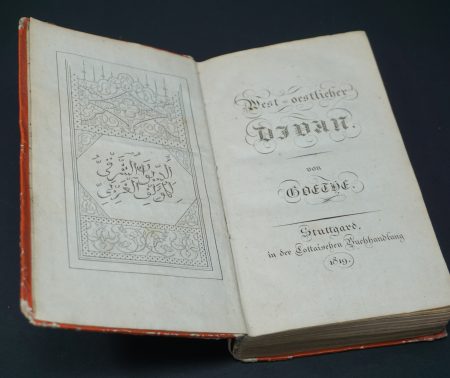 الديوان الشرقي
للمؤلف الغربي
West-oestlicher
DIVAN.
von
GOETHE.
Stuttgard,
in der Cottaischen Buchhandlung
1819.